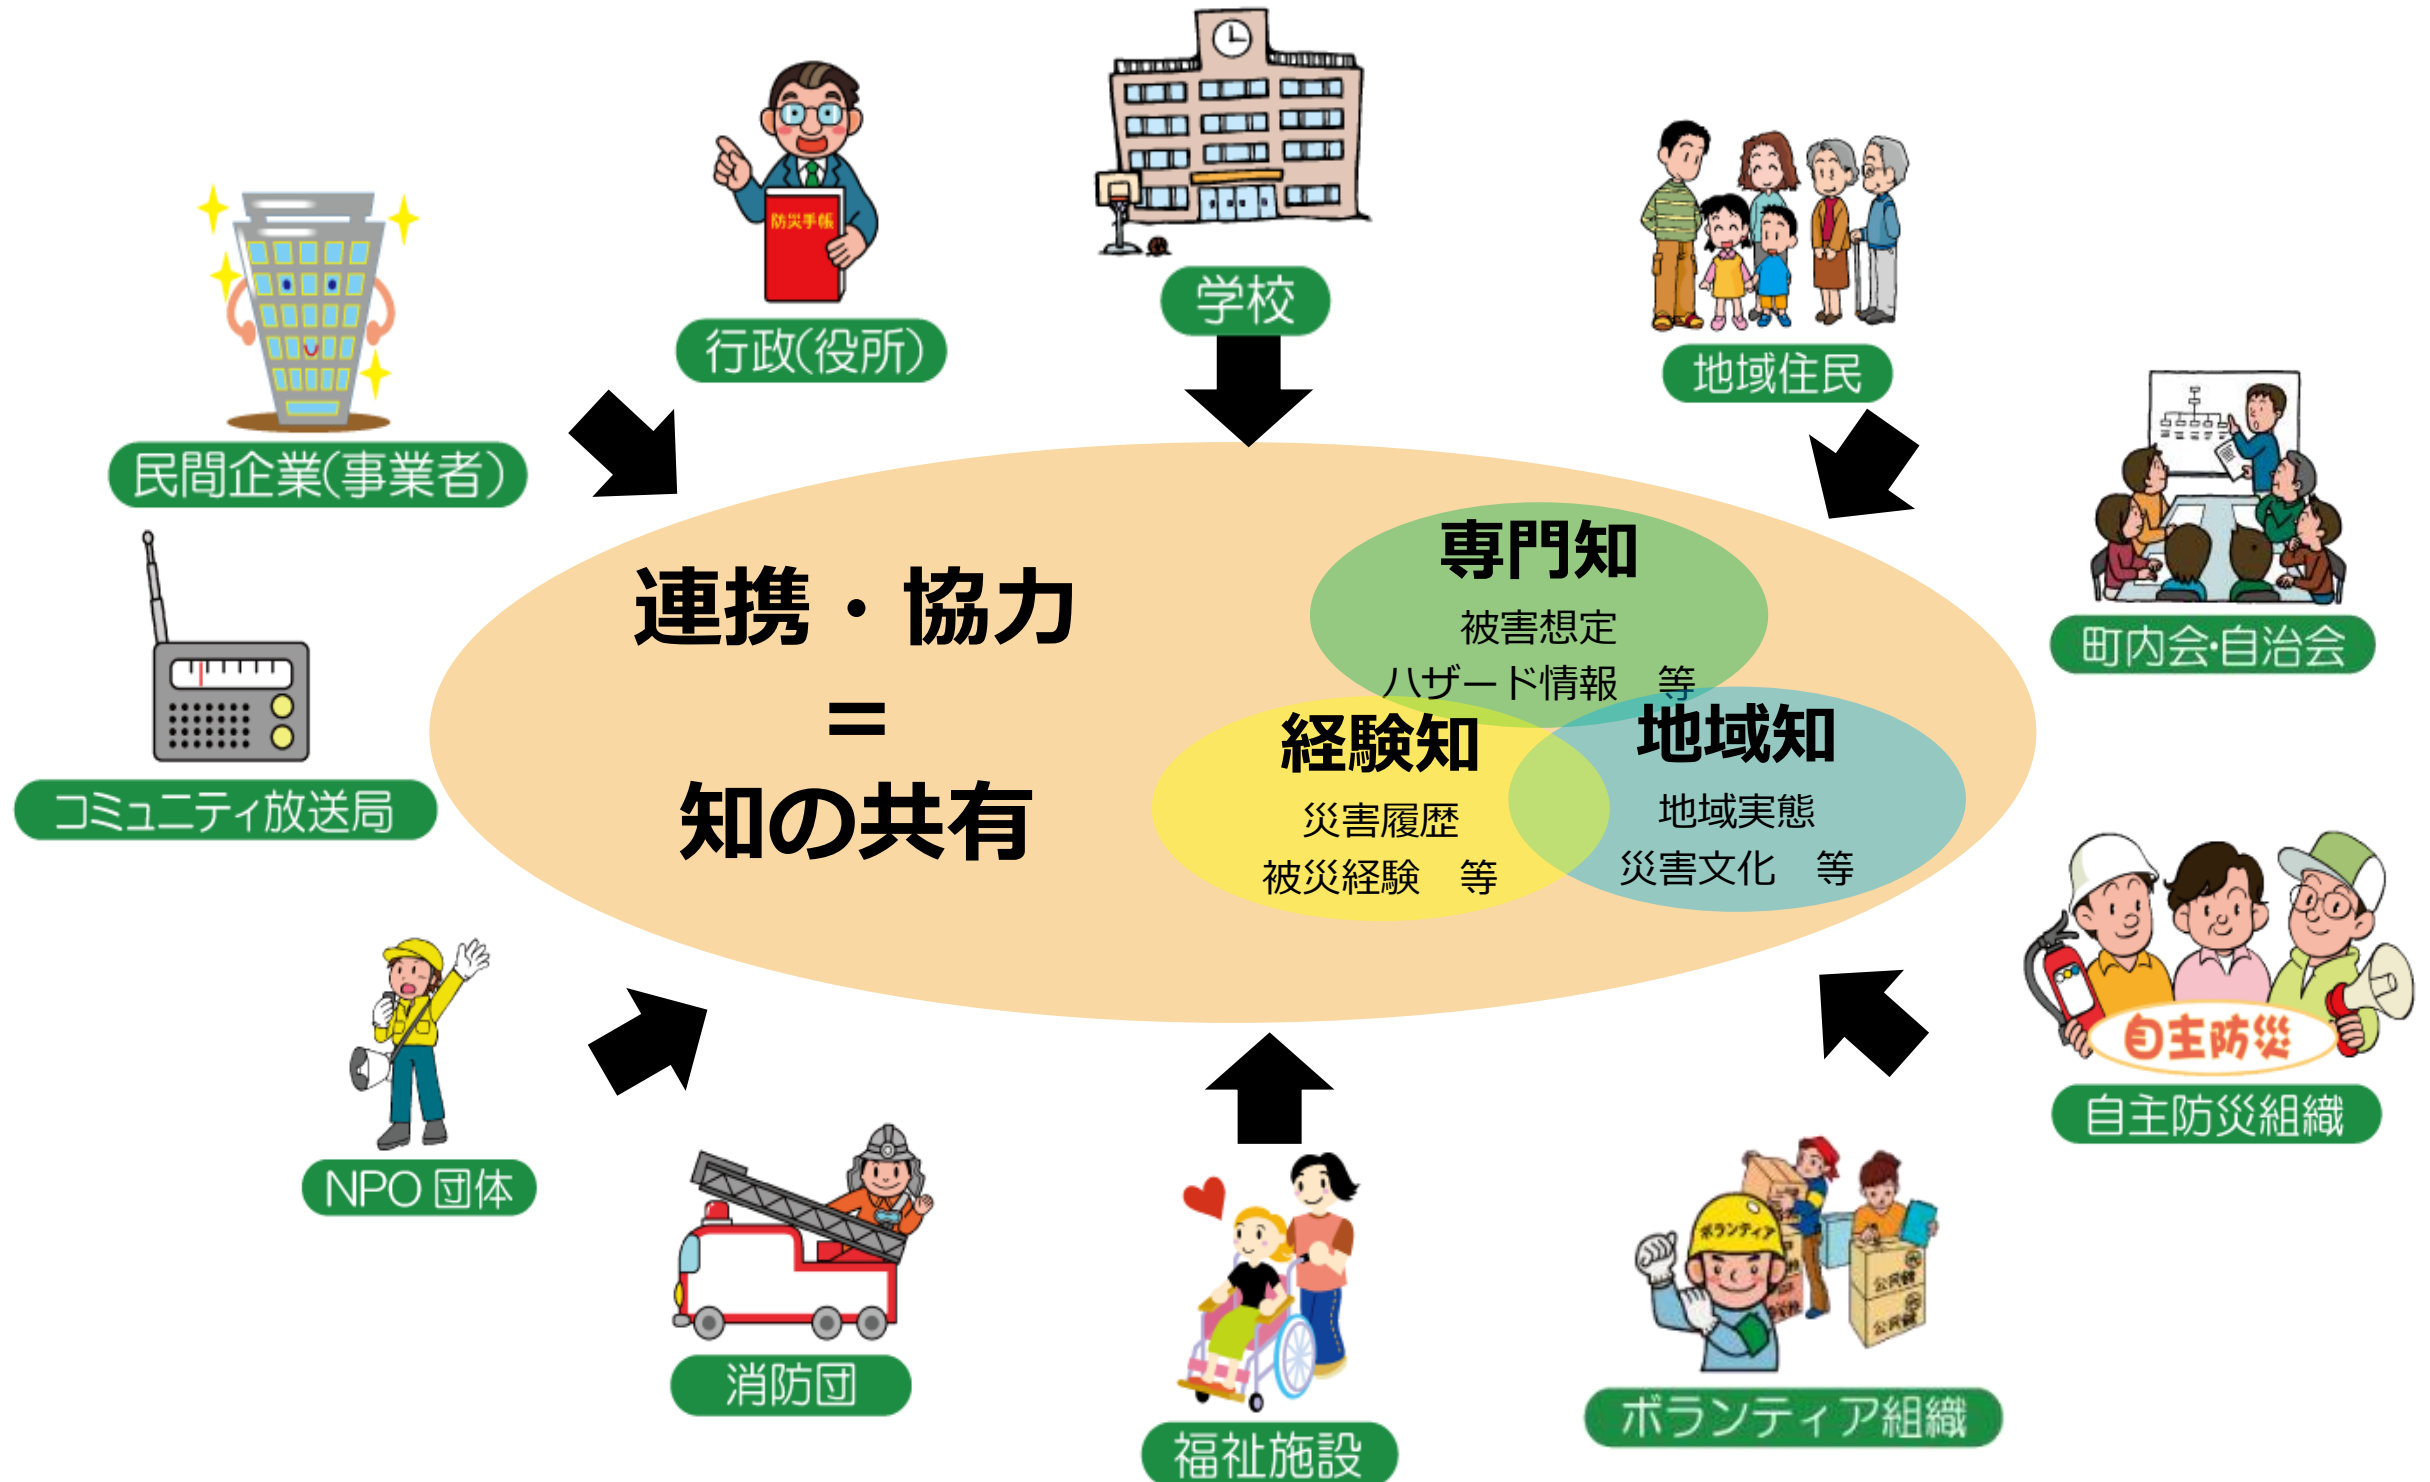 学校
防災手帳
行政(役所)
地域住民
民間企業(事業者)
町内会・自治会
連携・協力
=
知の共有
専門知
被害想定
ハザード情報 等
経験知
災害履歴
被災経験 等
地域知
地域実態
災害文化 等
コミュニティ放送局
自主防災
自主防災組織
NPO団体
消防団
福祉施設
ボランティア
ボランティア組織